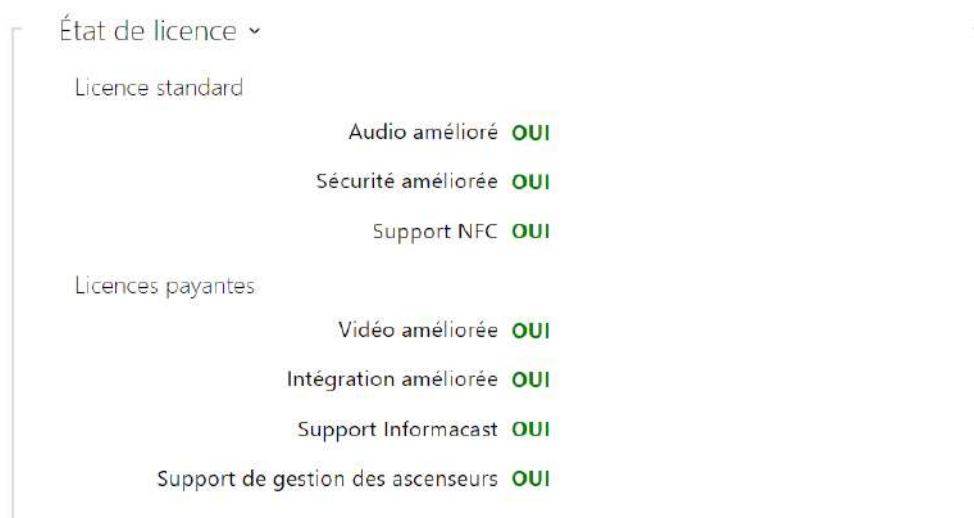 État de licence
Licence standard
Audio amélioré OUI
Sécurité améliorée OUI
Support NFC OUI
Licences payantes
Vidéo améliorée OUI
Intégration améliorée OUI
Support Informacast OUI
Support de gestion des ascenseurs OUI